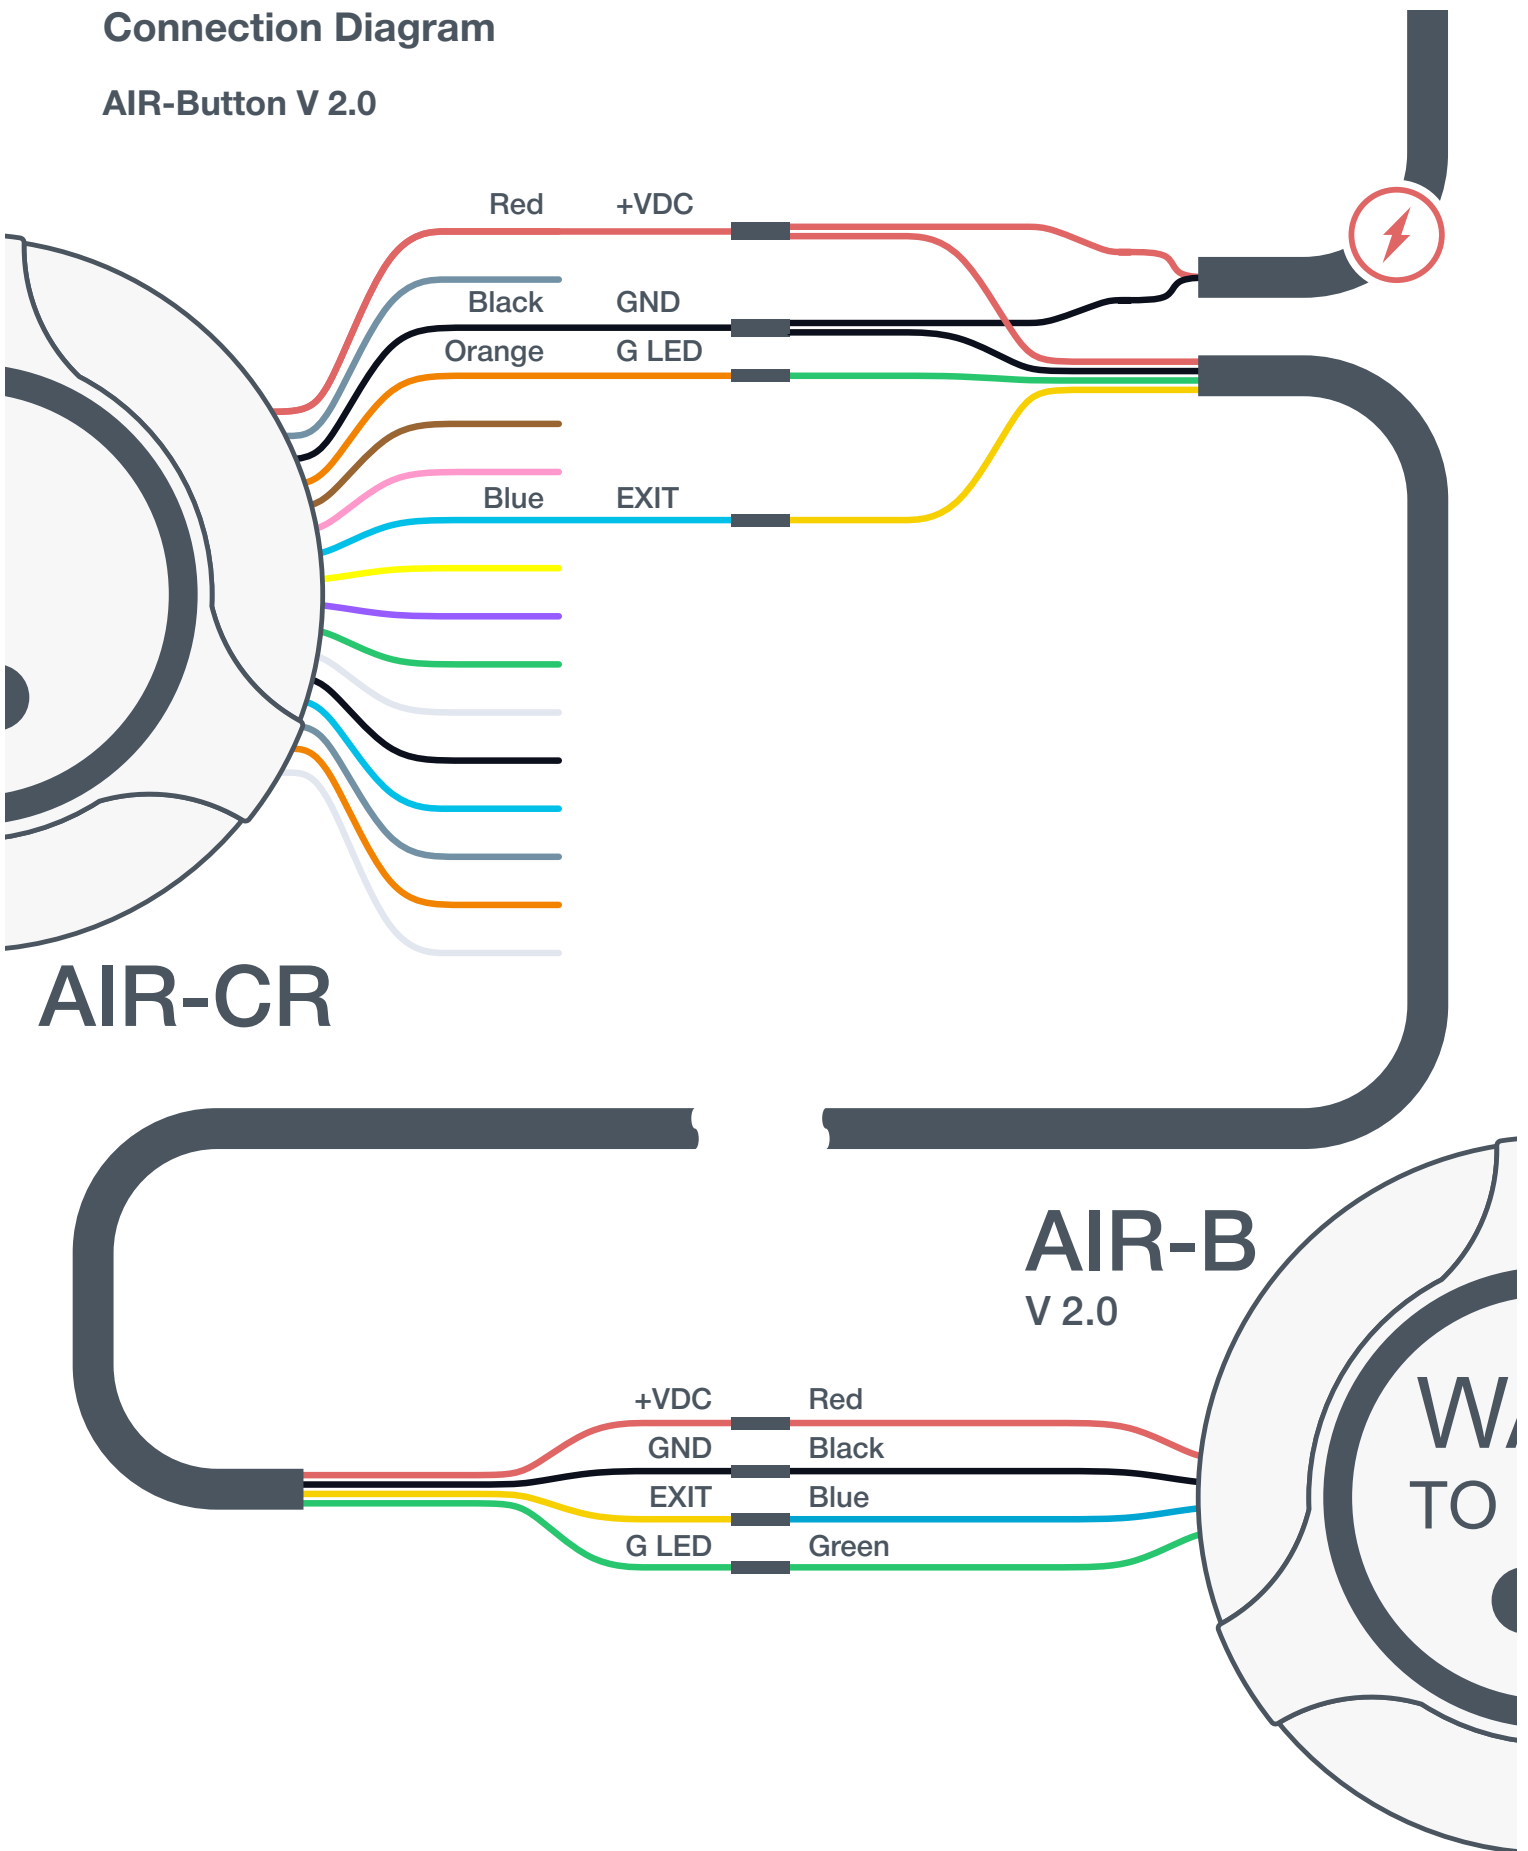 Connection Diagram
AIR-Button V 2.0
Red +VDC
Black GND
Orange G LED
Blue EXIT
AIR-CR
AIR-B
V 2.0
+VDC Red
GND Black
EXIT Blue
G LED Green
TO